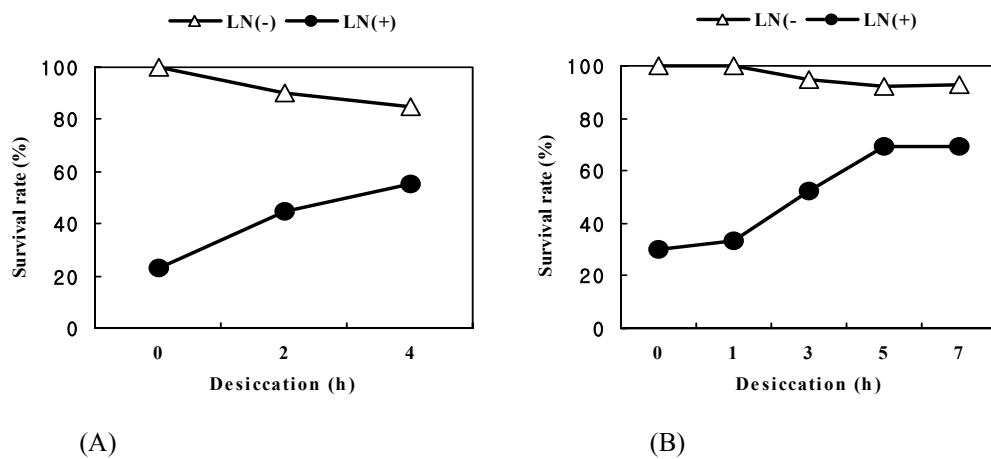 LN(-) LN(+)
100
80
60
40
20
0
Survival rate (%)
0 2 4
Desiccation (h)
(A)
LN(- LN(+)
100
80
60
40
20
0
Survival rate (%)
0 1 3 5 7
Desiccation (h)
(B)